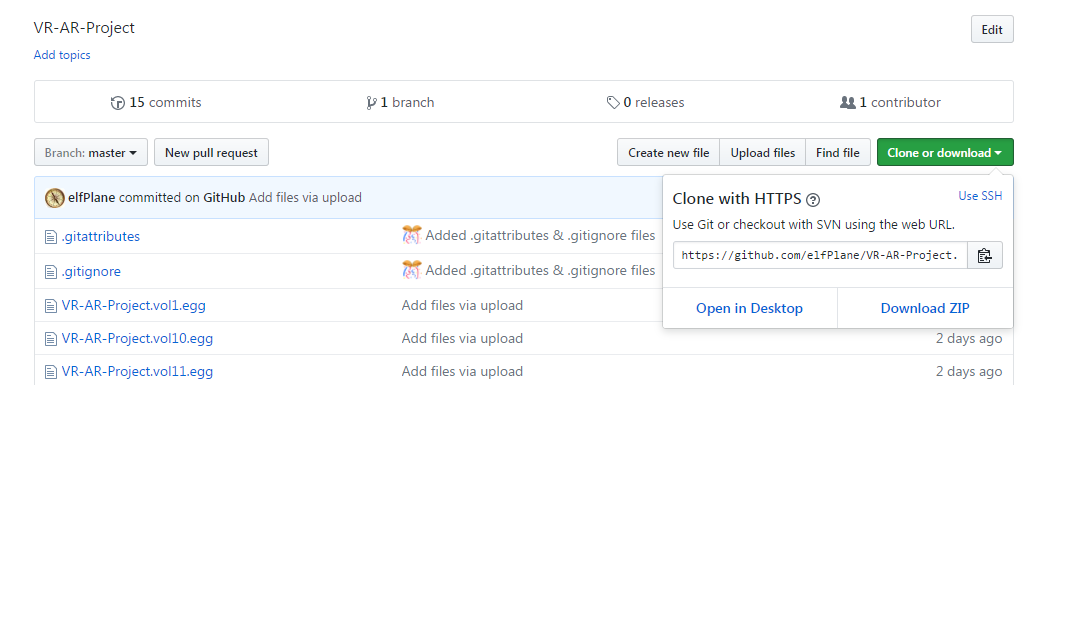 VR-AR-Project
Edit
Add topics
15 commits
1 branch
0 releases
1 contributor
Branch: master
New pull request
Create new file
Upload files
Find file
Clone or download
elfPlane committed on GitHub Add files via upload
Clone with HTTPS
Use SSH
Use Git or checkout with SVN using the web URL.
https://github.com/elfPlane/VR-AR-Project.
Open in Desktop
Download ZIP
.gitattributes
Added .gitattributes & .gitignore files
.gitignore
Added .gitattributes & .gitignore files
VR-AR-Project.vol1.egg
Add files via upload
VR-AR-Project.vol10.egg
Add files via upload
2 days ago
VR-AR-Project.vol11.egg
Add files via upload
2 days ago